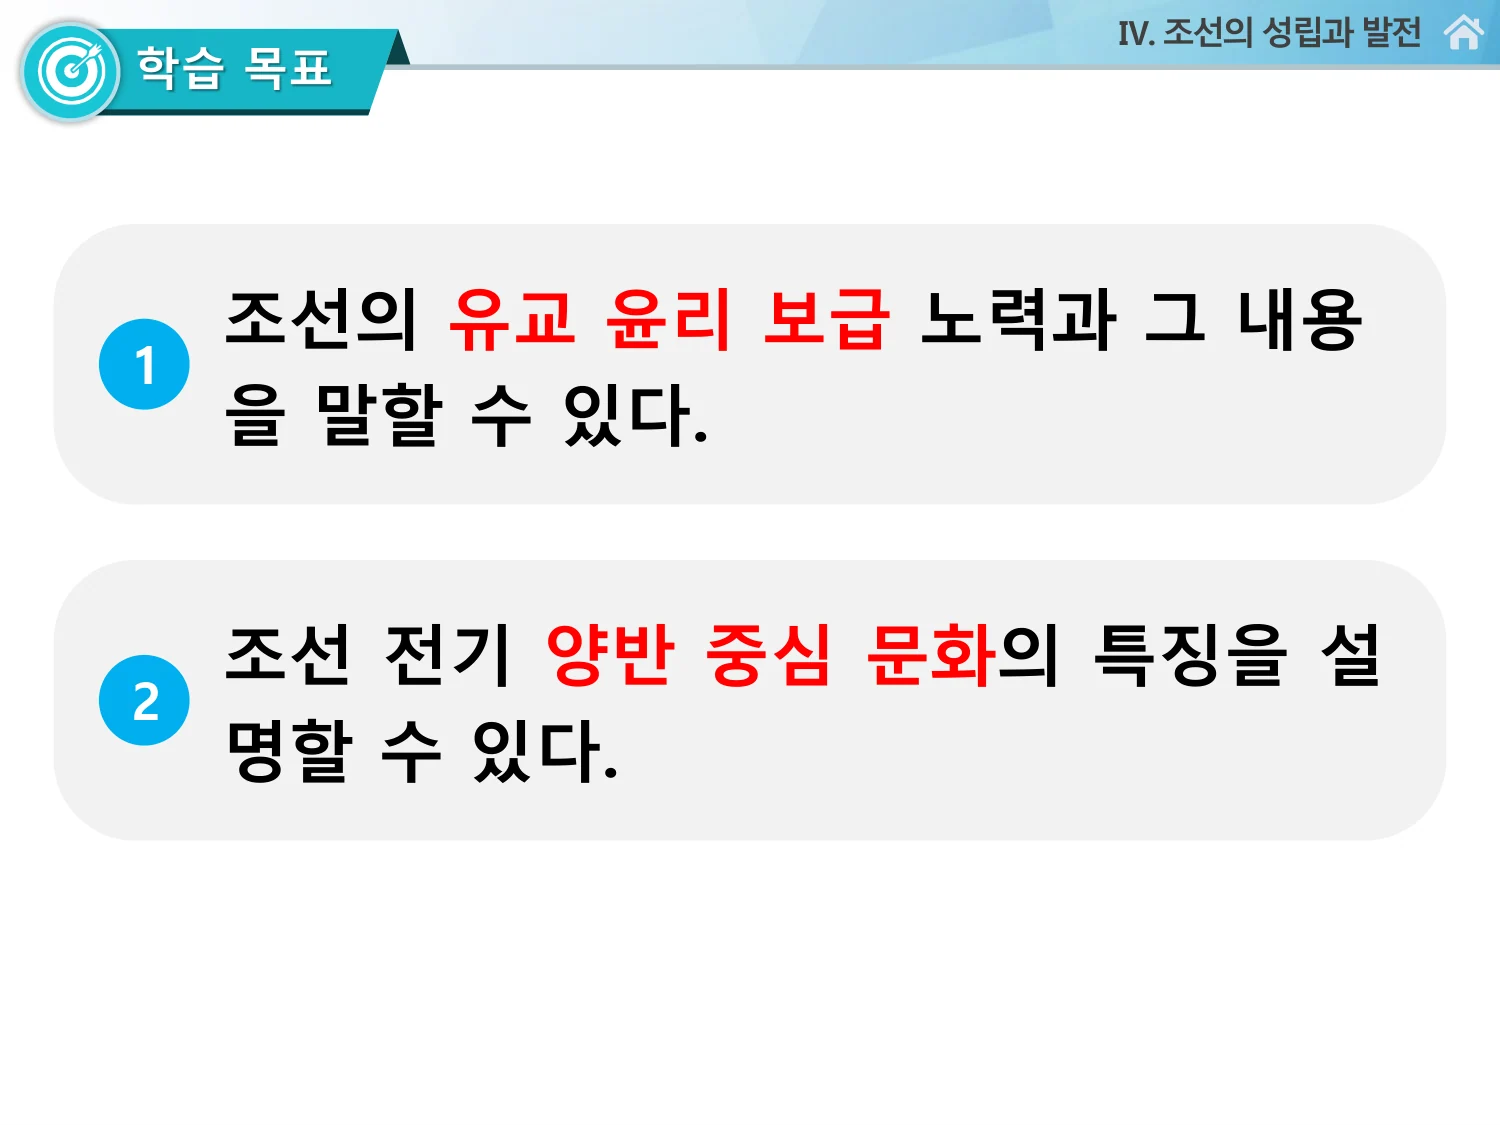 IV. 조선의 성립과 발전
학습 목표
1
조선의 유교 윤리 보급 노력과 그 내용
을 말할 수 있다.
2
조선 전기 양반 중심 문화의 특징을 설
명할 수 있다.